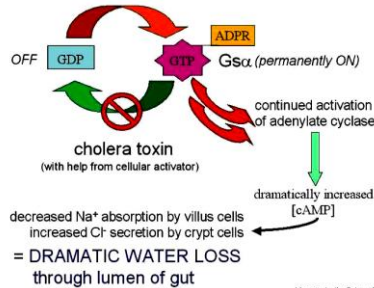 ADPR
OFF
GDP
GTP
Gsα (permanently ON)
continued activation
of adenylate cyclase
cholera toxin
(with help from cellular activator)
dramatically increased
[cAMP]
decreased Na⁺ absorption by villus cells
increased Cl⁻ secretion by crypt cells
= DRAMATIC WATER LOSS
through lumen of gut